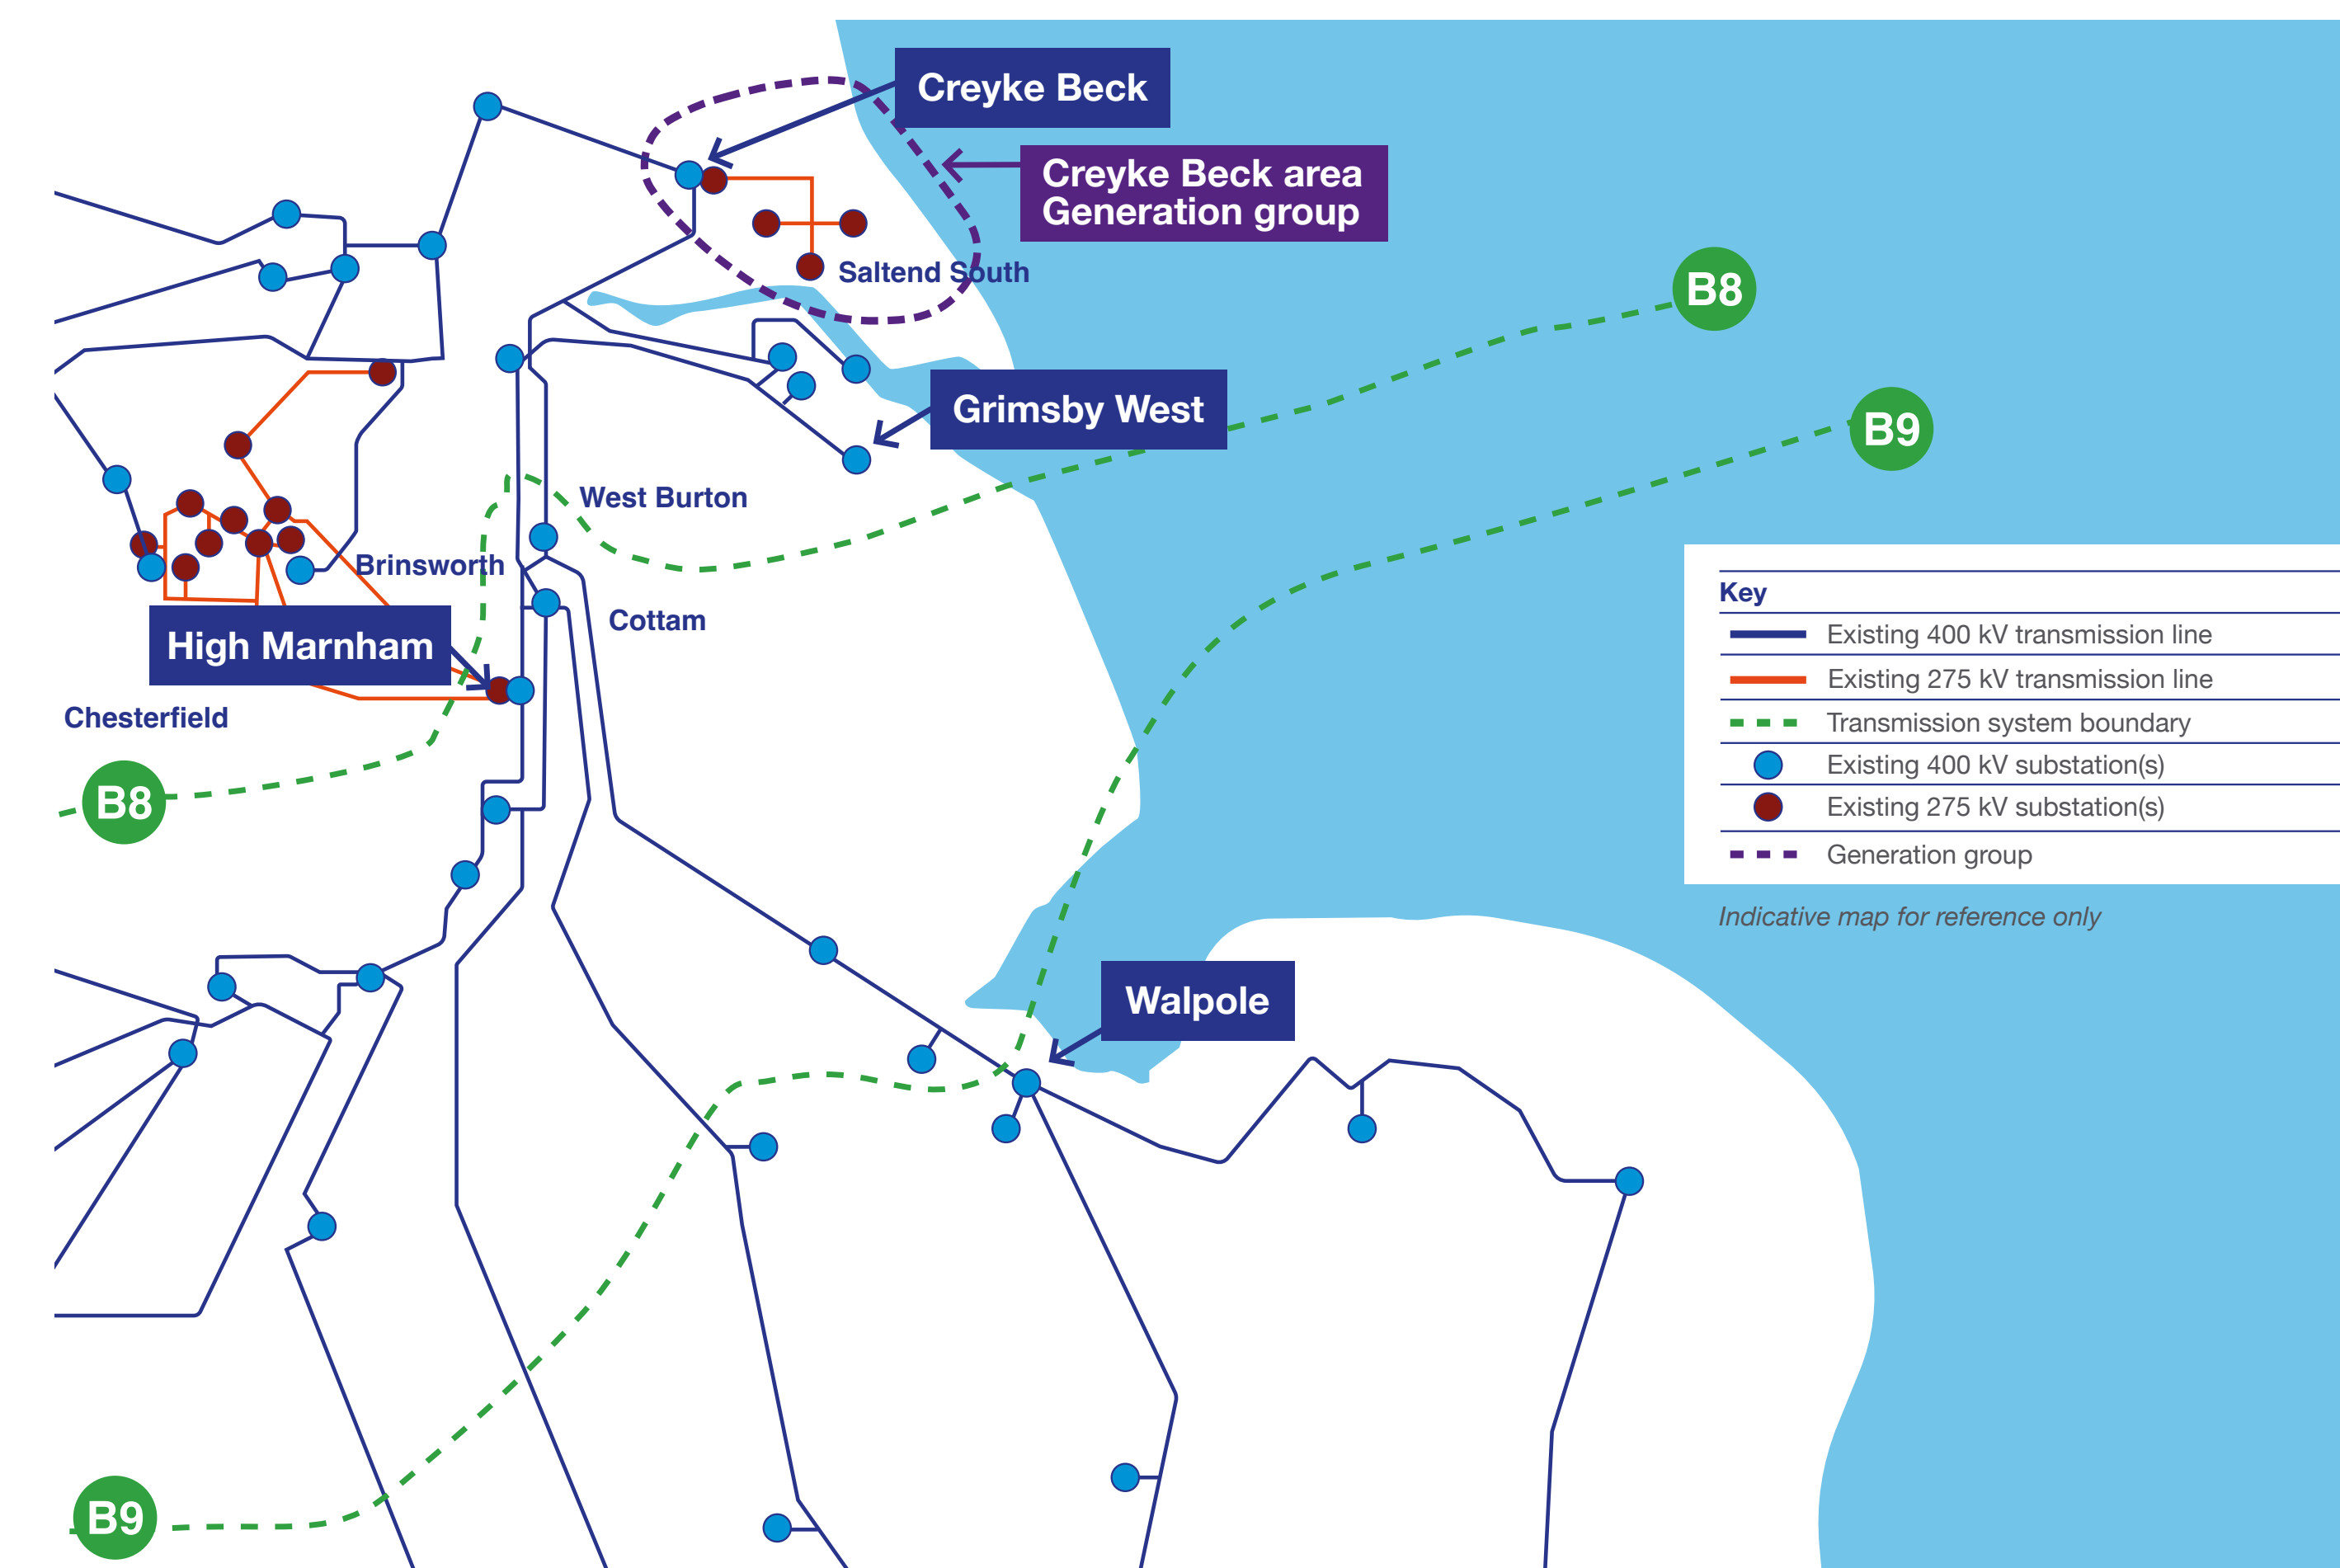 Creyke Beck
Creyke Beck area
Generation group
Saltend South
B8
Grimsby West
B9
West Burton
Brinsworth
Cottam
High Marnham
Chesterfield
B8
Key
Existing 400 kV transmission line
Existing 275 kV transmission line
Transmission system boundary
Existing 400 kV substation(s)
Existing 275 kV substation(s)
Generation group
Indicative map for reference only
Walpole
B9